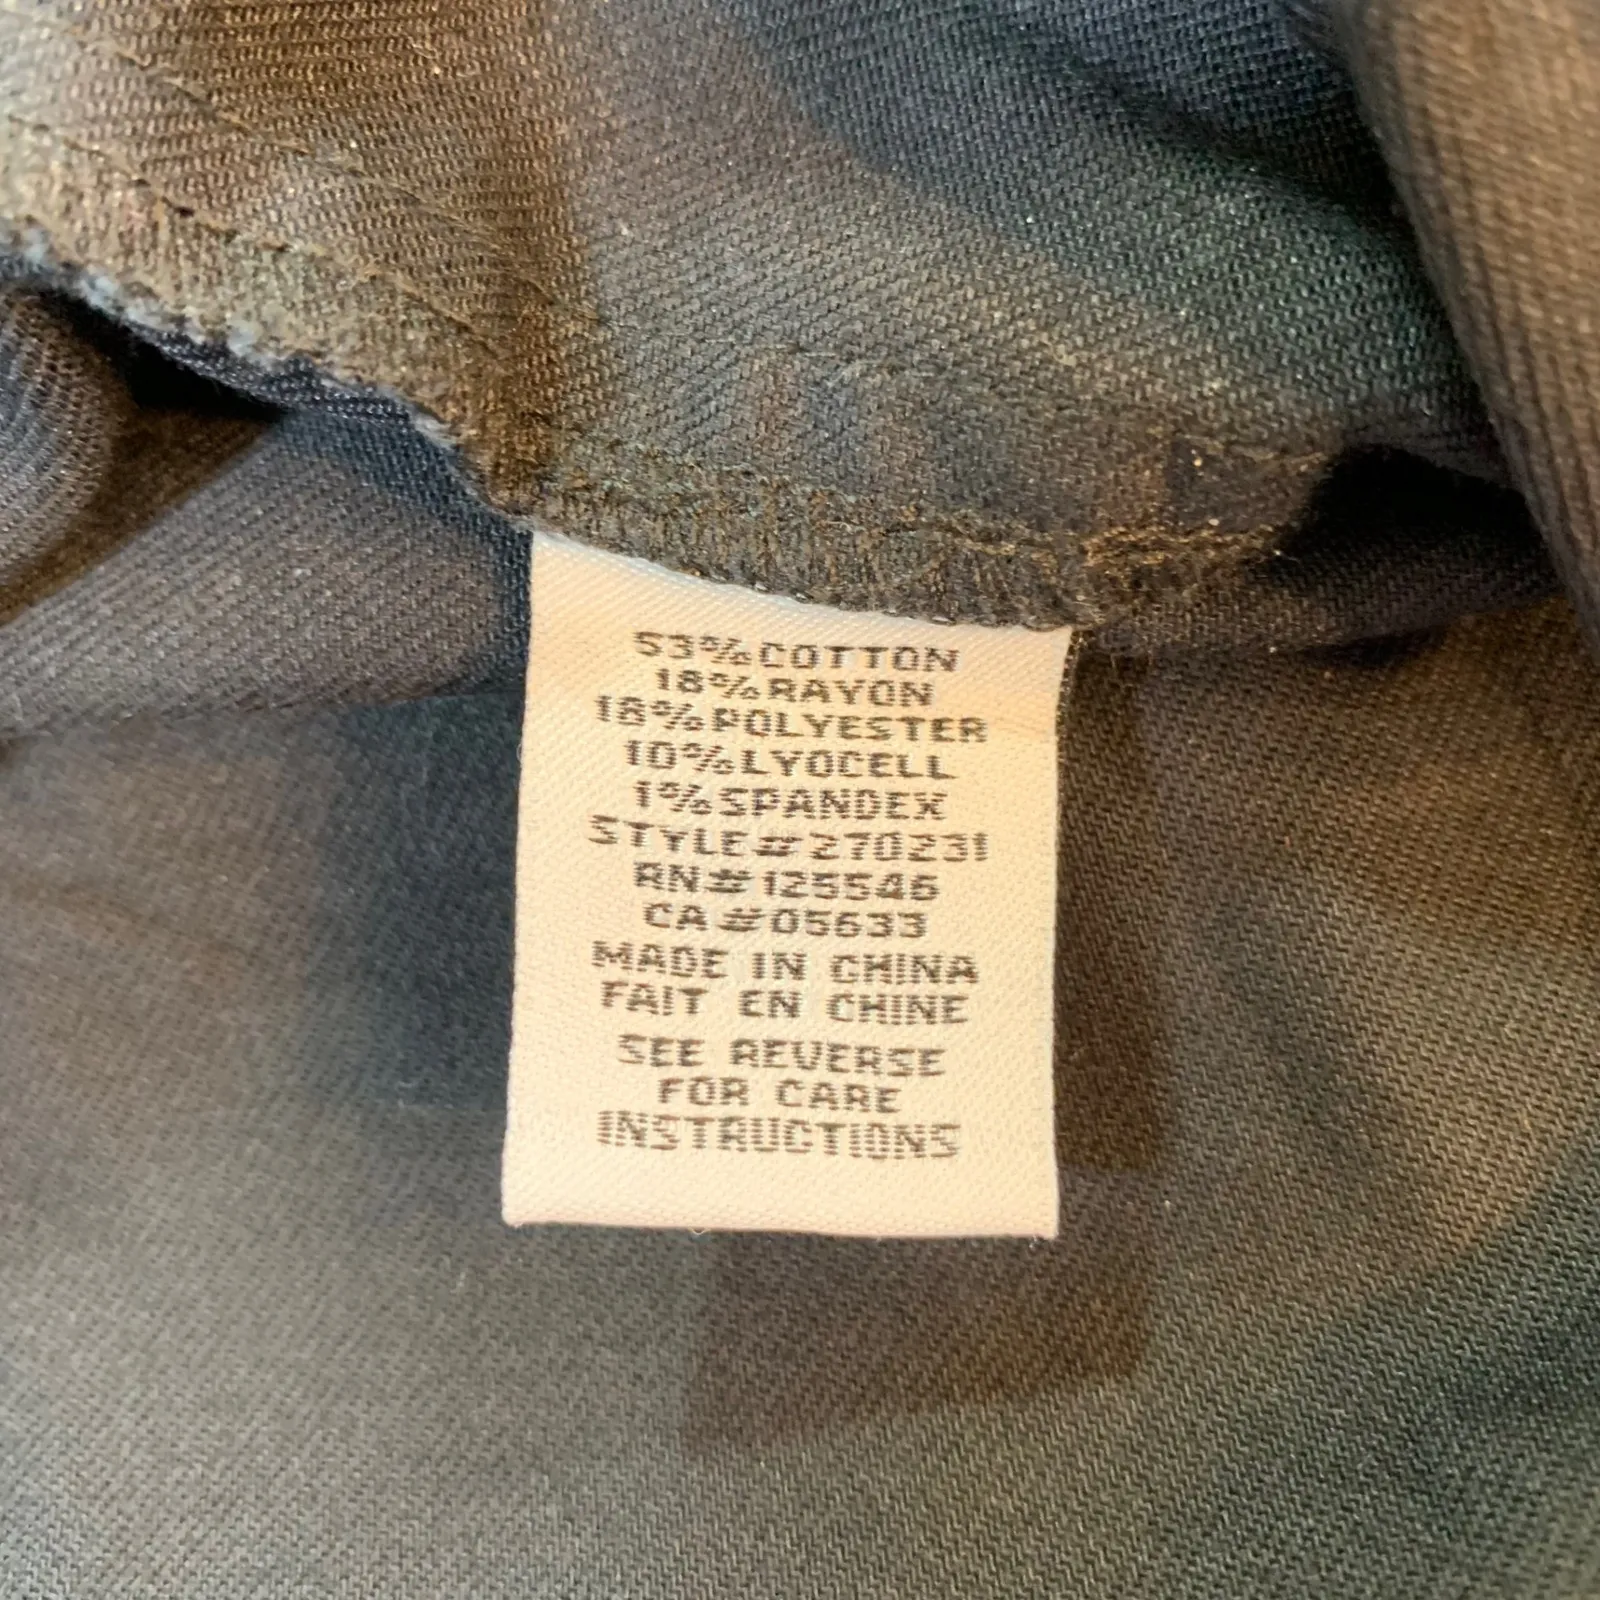 53% COTTON
18% RAYON
18% POLYESTER
10% LYOCELL
1% SPANDEX
STYLE# 270231
RN# 125546
CA# 05633
MADE IN CHINA
FAIT EN CHINE
SEE REVERSE
FOR CARE
INSTRUCTIONS